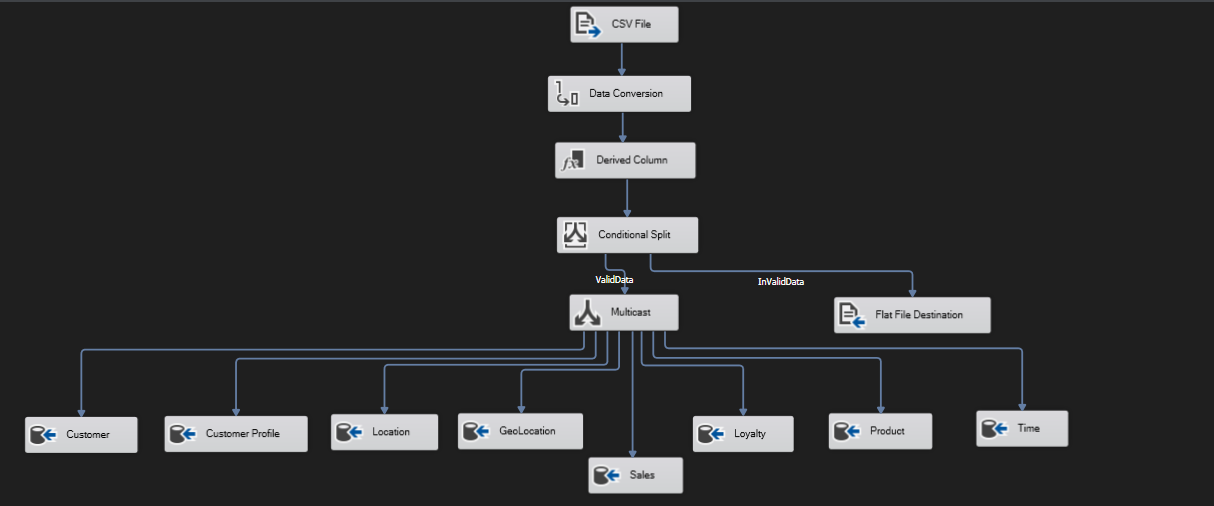 CSV File
Data Conversion
fx
Derived Column
Conditional Split
ValidData
InValidData
Multicast
Flat File Destination
Customer
Customer Profile
Location
GeoLocation
Loyalty
Product
Time
Sales